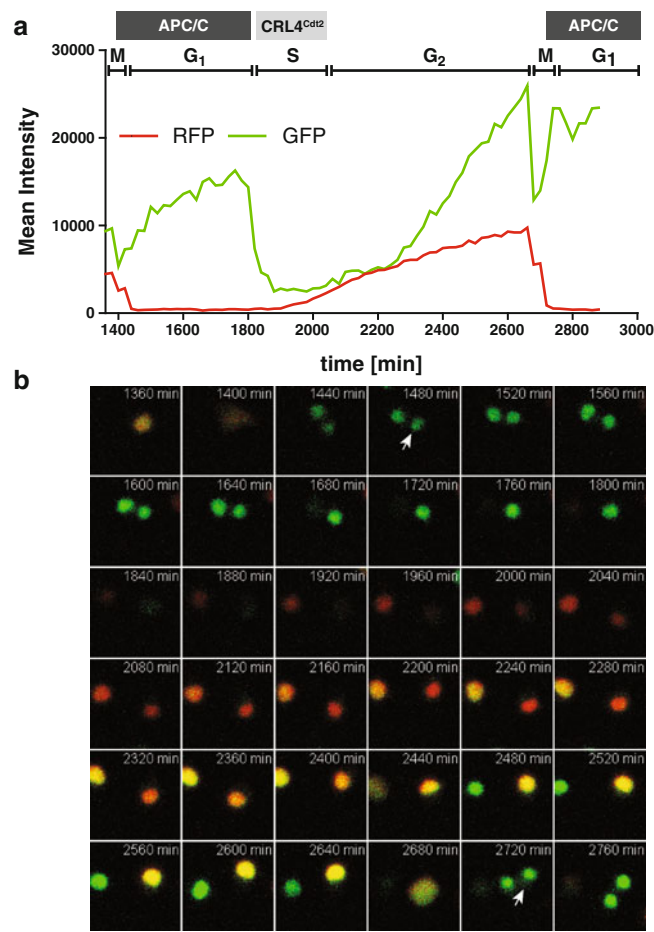 a
APC/C CRL4Cdt2 APC/C
M G1 S G2 M G1
30000
20000
10000
0
Mean Intensity
RFP GFP
1400 1600 1800 2000 2200 2400 2600 2800 3000
time [min]
b
1360 min 1400 min 1440 min 1480 min 1520 min 1560 min
1600 min 1640 min 1680 min 1720 min 1760 min 1800 min
1840 min 1880 min 1920 min 1960 min 2000 min 2040 min
2080 min 2120 min 2160 min 2200 min 2240 min 2280 min
2320 min 2360 min 2400 min 2440 min 2480 min 2520 min
2560 min 2600 min 2640 min 2680 min 2720 min 2760 min